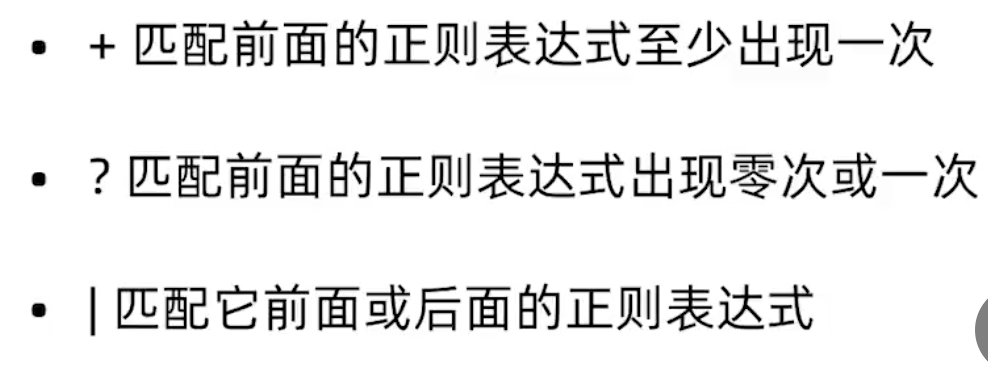 • + 匹配前面的正则表达式至少出现一次
• ? 匹配前面的正则表达式出现零次或一次
• | 匹配它前面或后面的正则表达式